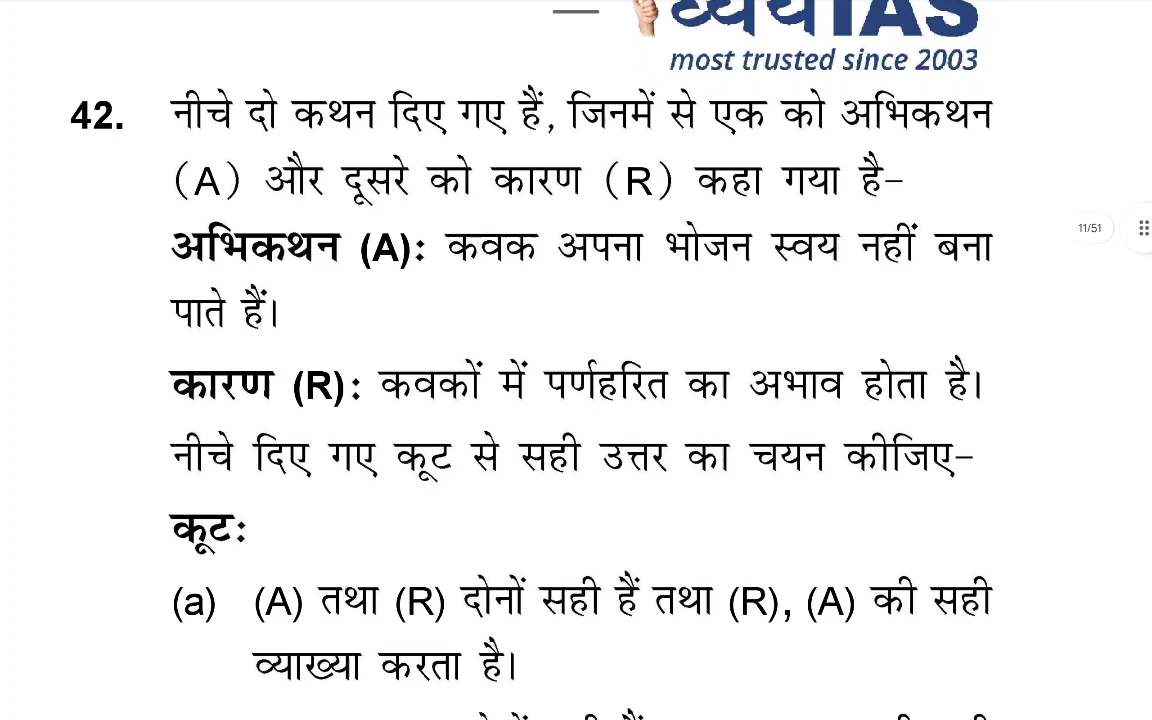 most trusted since 2003
42. नीचे दो कथन दिए गए हैं, जिनमें से एक को अभिकथन
(A) और दूसरे को कारण (R) कहा गया है-
अभिकथन (A): कवक अपना भोजन स्वय नहीं बना
11/51
पाते हैं।
कारण (R): कवकों में पर्णहरित का अभाव होता है।
नीचे दिए गए कूट से सही उत्तर का चयन कीजिए-
कूट:
(a) (A) तथा (R) दोनों सही हैं तथा (R), (A) की सही
व्याख्या करता है।